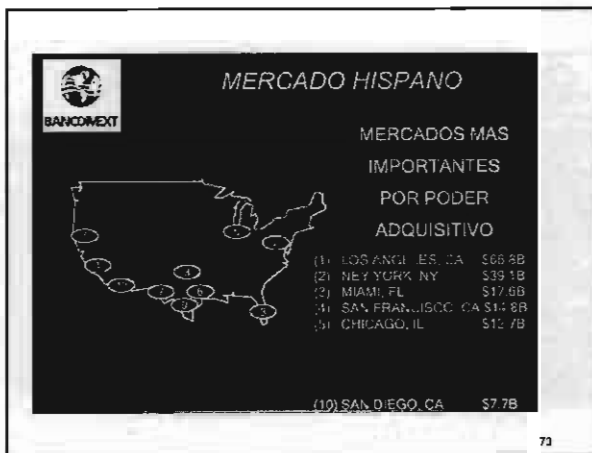 BANCOMEXT
MERCADO HISPANO
MERCADOS MAS
IMPORTANTES
POR PODER
ADQUISITIVO
(1) LOS ANGELES, CA $66.8B
(2) NEW YORK, NY $39.1B
(3) MIAMI, FL $17.6B
(4) SAN FRANCISCO, CA $14.8B
(5) CHICAGO, IL
(10) SAN DIEGO, CA $7.7B
73